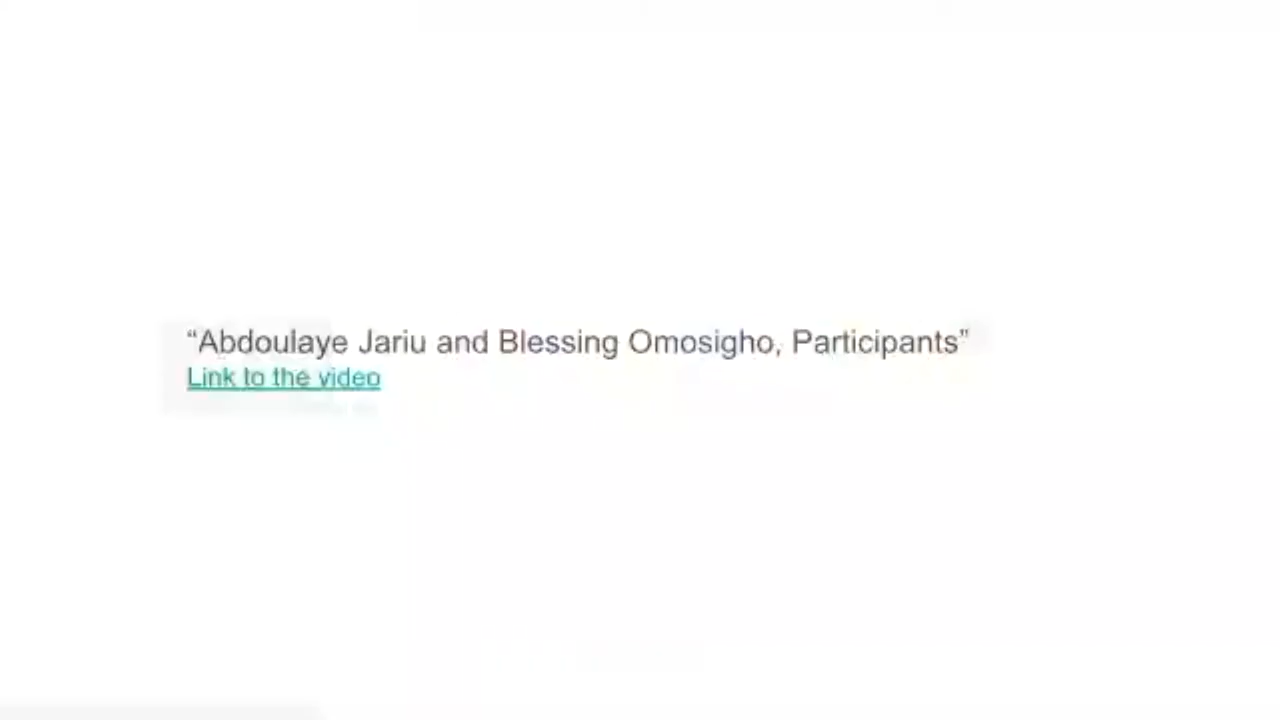 “Abdoulaye Jariu and Blessing Omosigho, Participants”
Link to the video